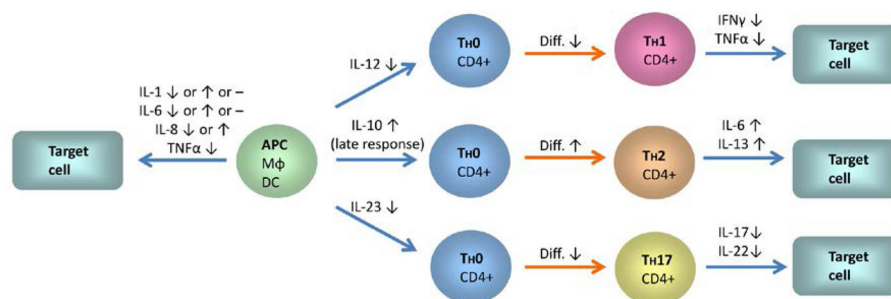 IL-1 ↓ or ↑ or –
IL-6 ↓ or ↑ or –
IL-8 ↓ or ↑
TNFα ↓
Target
cell
APC
Mϕ
DC
IL-12 ↓
TH0
CD4+
Diff. ↓
TH1
CD4+
IFNγ ↓
TNFα ↓
Target
cell
IL-10 ↑
(late response)
TH0
CD4+
Diff. ↑
TH2
CD4+
IL-6 ↑
IL-13 ↑
Target
cell
IL-23 ↓
TH0
CD4+
Diff. ↓
TH17
CD4+
IL-17↓
IL-22↓
Target
cell